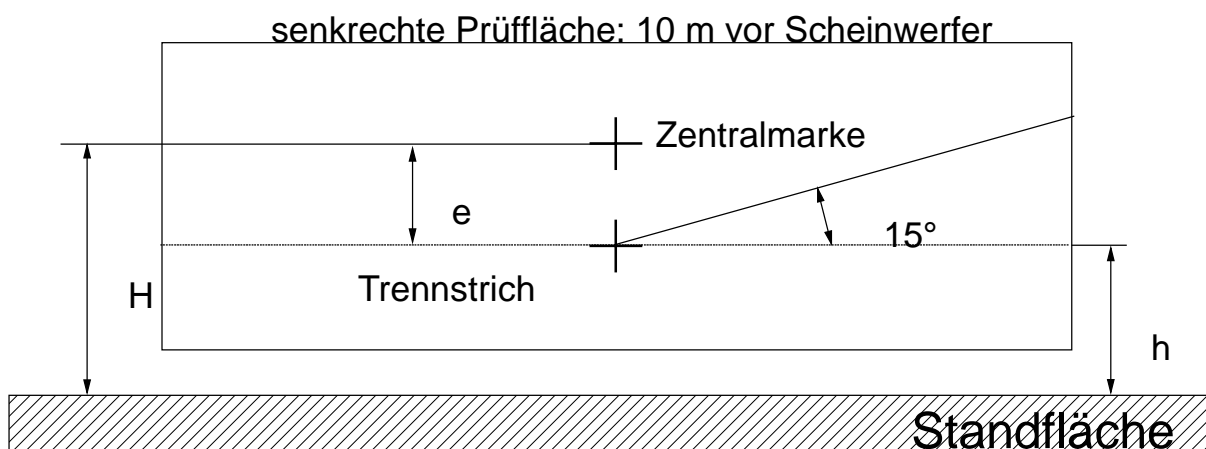 senkrechte Prüffläche: 10 m vor Scheinwerfer
Zentralmarke
e
15°
Trennstrich
H
h
Standfläche